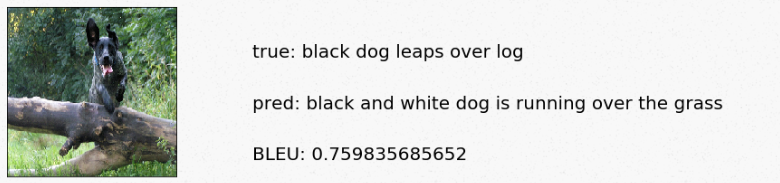 true: black dog leaps over log
pred: black and white dog is running over the grass
BLEU: 0.759835685652